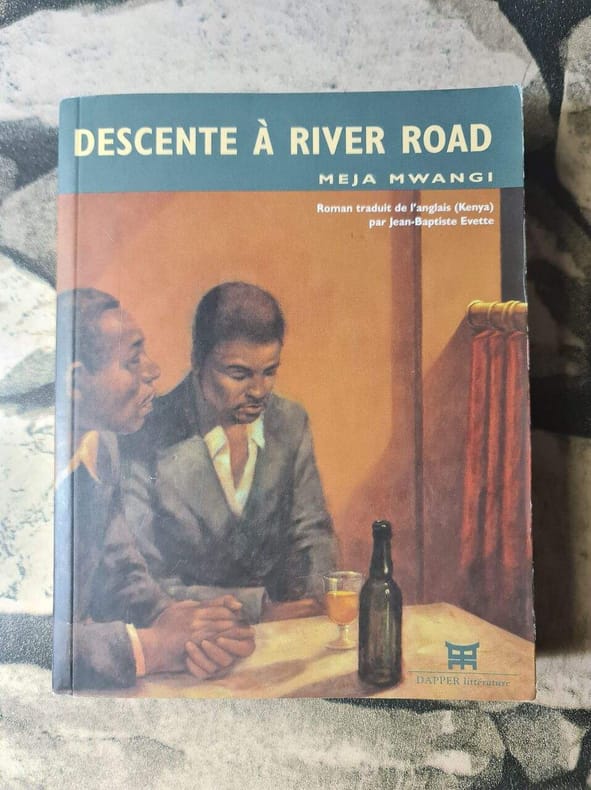 DESCENTE À RIVER ROAD
MEJA MWANGI
Roman traduit de l'anglais (Kenya)
par Jean-Baptiste Evette
DAPPER littérature